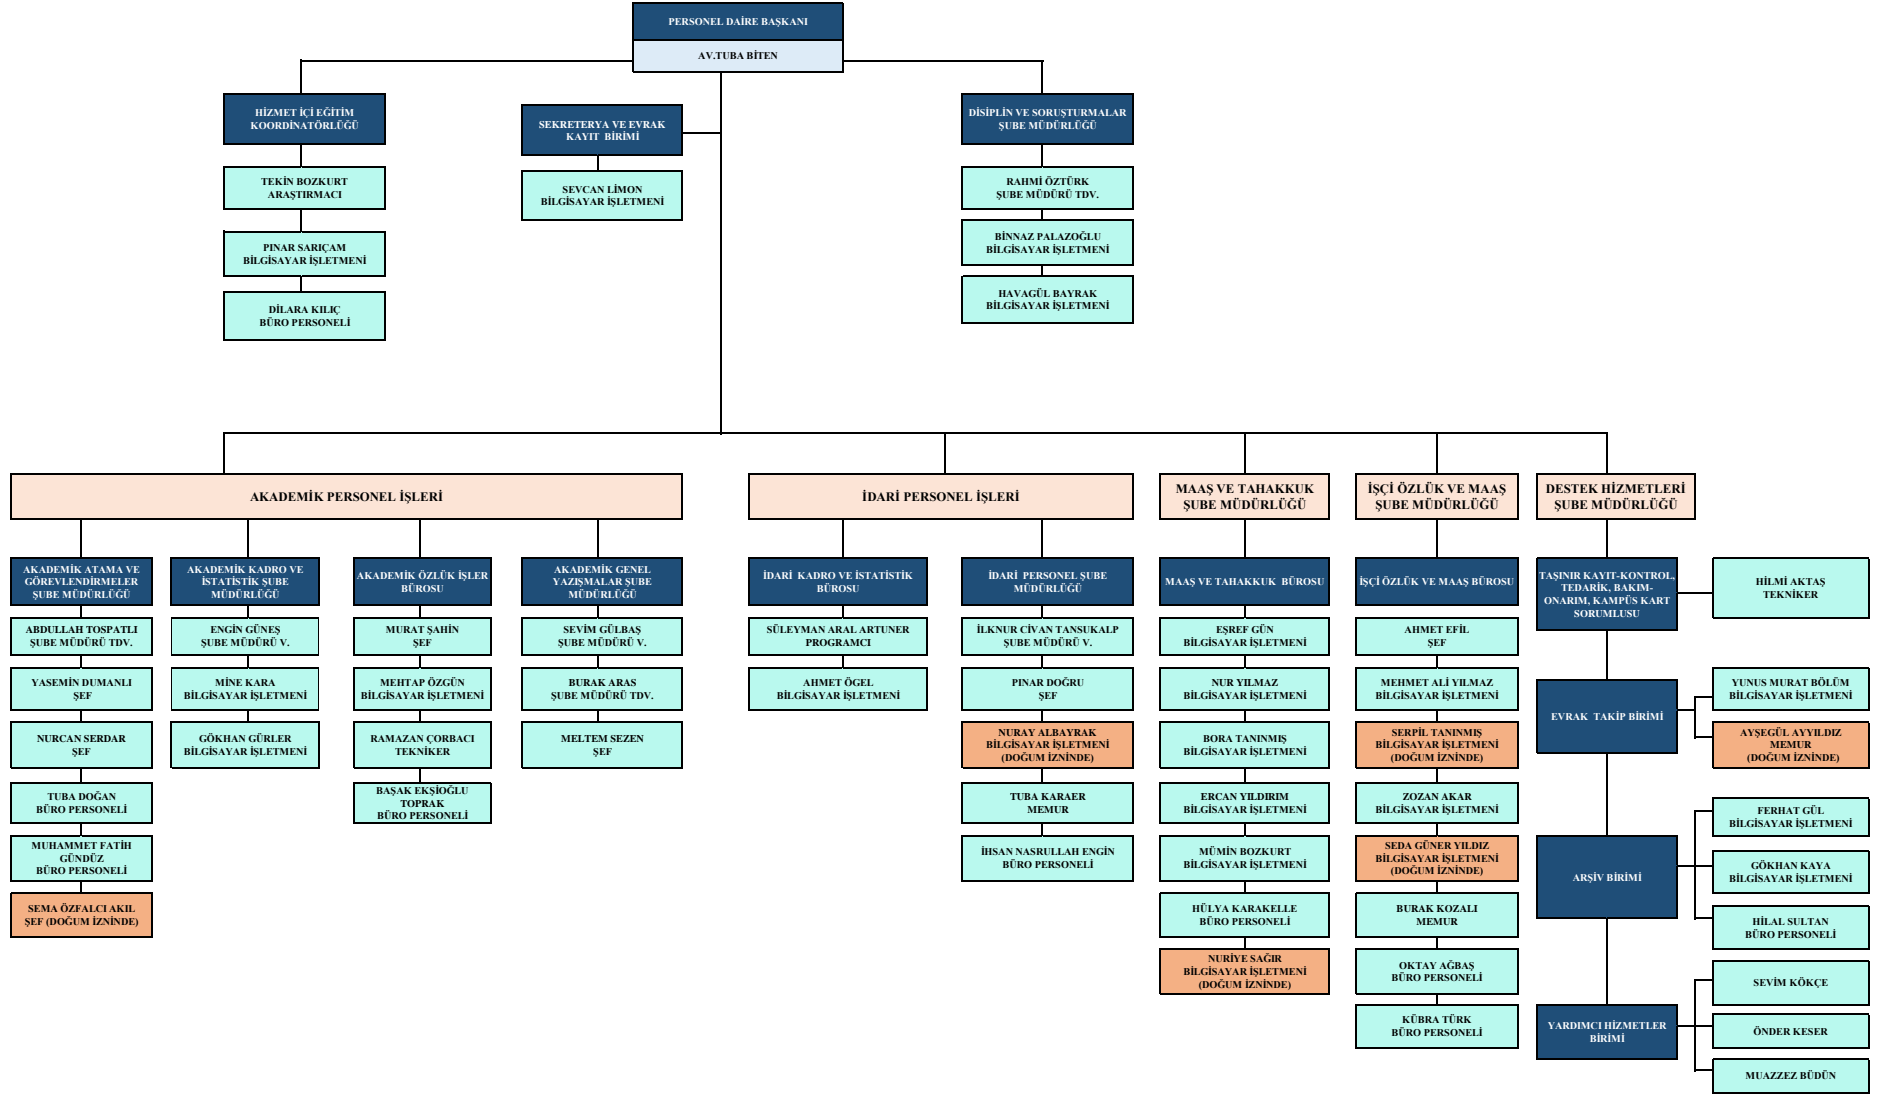 PERSONEL DAİRE BAŞKANI
AV.TUBA BİTEN
HİZMET İÇİ EĞİTİM
KOORDİNATÖRLÜĞÜ
TEKİN BOZKURT
ARAŞTIRMACI
PINAR SARIÇAM
BİLGİSAYAR İŞLETMENİ
DİLARA KILIÇ
BÜRO PERSONELİ
SEKRETERYA VE EVRAK
KAYIT BİRİMİ
SEVCAN LİMON
BİLGİSAYAR İŞLETMENİ
DİSİPLİN VE SORUŞTURMALAR
ŞUBE MÜDÜRLÜĞÜ
RAHMİ ÖZTÜRK
ŞUBE MÜDÜRÜ TDV.
BİNNAZ PALAZOĞLU
BİLGİSAYAR İŞLETMENİ
HAVAGÜL BAYRAK
BİLGİSAYAR İŞLETMENİ
AKADEMİK PERSONEL İŞLERİ
AKADEMİK ATAMA VE
GÖREVLENDİRMELER
ŞUBE MÜDÜRLÜĞÜ
ABDULLAH TOSPATLI
ŞUBE MÜDÜRÜ TDV.
YASEMİN DUMANLI
ŞEF
NURCAN SERDAR
ŞEF
TUBA DOĞAN
BÜRO PERSONELİ
MUHAMMET FATİH
GÜNDÜZ
BÜRO PERSONELİ
SEMA ÖZFALCI AKIL
ŞEF (DOĞUM İZNİNDE)
AKADEMİK KADRO VE
İSTATİSTİK ŞUBE
MÜDÜRLÜĞÜ
ENGİN GÜNEŞ
ŞUBE MÜDÜRÜ V.
MİNE KARA
BİLGİSAYAR İŞLETMENİ
GÖKHAN GÜRLER
BİLGİSAYAR İŞLETMENİ
AKADEMİK ÖZLÜK İŞLER
BÜROSU
MURAT ŞAHİN
ŞEF
MEHTAP ÖZGÜN
BİLGİSAYAR İŞLETMENİ
RAMAZAN ÇORBACI
TEKNİKER
BAŞAK EKŞİOĞLU
TOPRAK
BÜRO PERSONELİ
AKADEMİK GENEL
YAZIŞMALAR ŞUBE
MÜDÜRLÜĞÜ
SEVİM GÜLBAŞ
ŞUBE MÜDÜRÜ V.
BURAK ARAS
ŞUBE MÜDÜRÜ TDV.
MELTEM SEZEN
ŞEF
İDARİ PERSONEL İŞLERİ
İDARİ KADRO VE İSTATİSTİK
BÜROSU
SÜLEYMAN ARAL ARTUNER
PROGRAMCI
AHMET ÖGEL
BİLGİSAYAR İŞLETMENİ
İDARİ PERSONEL ŞUBE
MÜDÜRLÜĞÜ
İLKNUR CİVAN TANSUKALP
ŞUBE MÜDÜRÜ V.
PINAR DOĞRU
ŞEF
NURAY ALBAYRAK
BİLGİSAYAR İŞLETMENİ
(DOĞUM İZNİNDE)
TUBA KARAER
MEMUR
İHSAN NASRULLAH ENGİN
BÜRO PERSONELİ
MAAŞ VE TAHAKKUK
ŞUBE MÜDÜRLÜĞÜ
MAAŞ VE TAHAKKUK BÜROSU
EŞREF GÜN
BİLGİSAYAR İŞLETMENİ
NUR YILMAZ
BİLGİSAYAR İŞLETMENİ
BORA TANINMIŞ
BİLGİSAYAR İŞLETMENİ
ERCAN YILDIRIM
BİLGİSAYAR İŞLETMENİ
MÜMİN BOZKURT
BİLGİSAYAR İŞLETMENİ
HÜLYA KARAKELLE
BÜRO PERSONELİ
NURİYE SAĞIR
BİLGİSAYAR İŞLETMENİ
(DOĞUM İZNİNDE)
İŞÇİ ÖZLÜK VE MAAŞ
ŞUBE MÜDÜRLÜĞÜ
İŞÇİ ÖZLÜK VE MAAŞ BÜROSU
AHMET EFİL
ŞEF
MEHMET ALİ YILMAZ
BİLGİSAYAR İŞLETMENİ
SERPİL TANINMIŞ
BİLGİSAYAR İŞLETMENİ
(DOĞUM İZNİNDE)
ZOZAN AKAR
BİLGİSAYAR İŞLETMENİ
SEDA GÜNER YILDIZ
BİLGİSAYAR İŞLETMENİ
(DOĞUM İZNİNDE)
BURAK KOZALI
MEMUR
OKTAY AĞBAŞ
BÜRO PERSONELİ
KÜBRA TÜRK
BÜRO PERSONELİ
DESTEK HİZMETLERİ
ŞUBE MÜDÜRLÜĞÜ
TAŞINIR KAYIT-KONTROL,
TEDARİK, BAKIM-
ONARIM, KAMPÜS KART
SORUMLUSU
HİLMİ AKTAŞ
TEKNİKER
EVRAK TAKİP BİRİMİ
YUNUS MURAT BÖLÜM
BİLGİSAYAR İŞLETMENİ
AYŞEGÜL AYYILDIZ
MEMUR
(DOĞUM İZNİNDE)
ARŞİV BİRİMİ
FERHAT GÜL
BİLGİSAYAR İŞLETMENİ
GÖKHAN KAYA
BİLGİSAYAR İŞLETMENİ
HİLAL SULTAN
BÜRO PERSONELİ
YARDIMCI HİZMETLER
BİRİMİ
SEVİM KÖKÇE
ÖNDER KESER
MUAZZEZ BÜDÜN